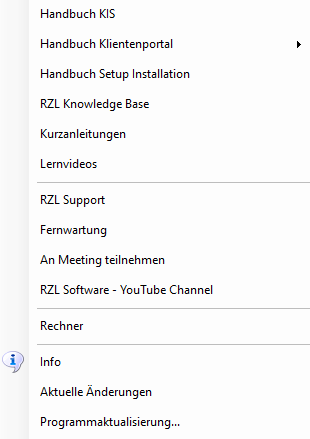 Handbuch KIS
Handbuch Klientenportal
Handbuch Setup Installation
RZL Knowledge Base
Kurzanleitungen
Lernvideos
RZL Support
Fernwartung
An Meeting teilnehmen
RZL Software - YouTube Channel
Rechner
Info
Aktuelle Änderungen
Programmaktualisierung...